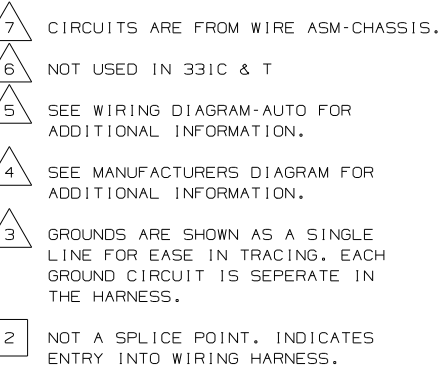 7 CIRCUITS ARE FROM WIRE ASM-CHASSIS.
6 NOT USED IN 331C & T
5 SEE WIRING DIAGRAM-AUTO FOR
ADDITIONAL INFORMATION.
4 SEE MANUFACTURERS DIAGRAM FOR
ADDITIONAL INFORMATION.
3 GROUNDS ARE SHOWN AS A SINGLE
LINE FOR EASE IN TRACING. EACH
GROUND CIRCUIT IS SEPERATE IN
THE HARNESS.
2 NOT A SPLICE POINT. INDICATES
ENTRY INTO WIRING HARNESS.